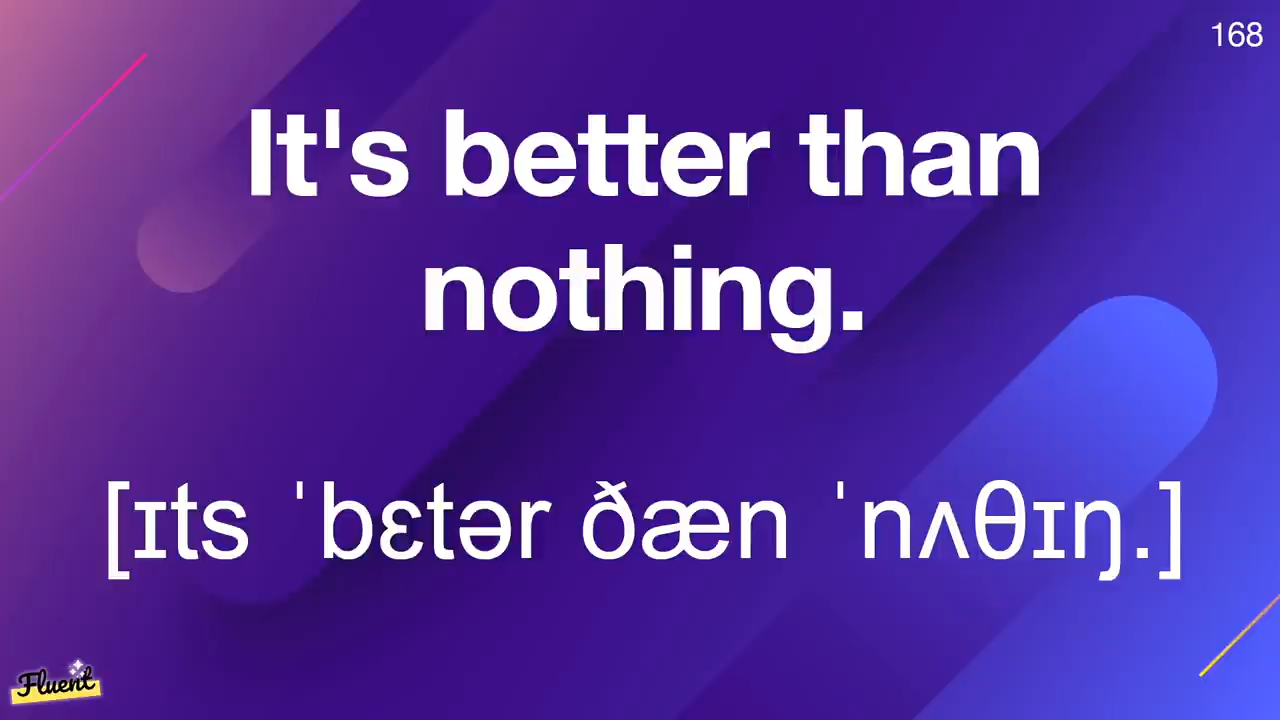 168
It's better than
nothing.
[ɪts ˈbɛtər ðæn ˈnʌθɪŋ.]
Fluent